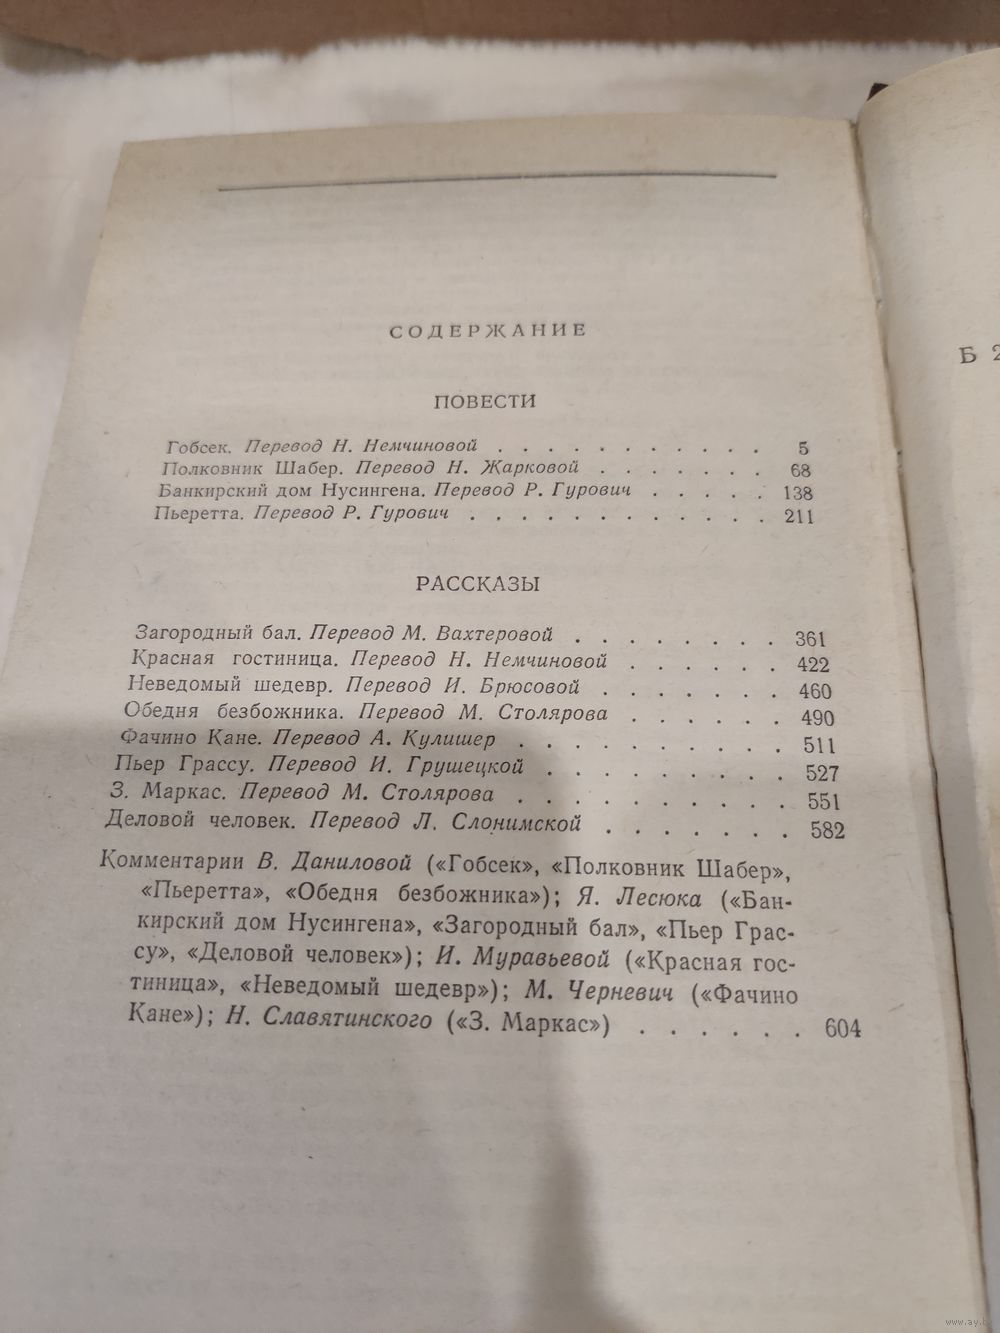 СОДЕРЖАНИЕ
ПОВЕСТИ
Гобсек. Перевод Н. Немчиновой . . . . . . . . . . . 5
Полковник Шабер. Перевод Н. Жарковой . . . . . . . 68
Банкирский дом Нусингена. Перевод Р. Гурович . . . . . 138
Пьеретта. Перевод Р. Гурович . . . . . . . . . . . . 211
РАССКАЗЫ
Загородный бал. Перевод М. Вахтеровой . . . . . . . . 361
Красная гостиница. Перевод Н. Немчиновой . . . . . . 422
Неведомый шедевр. Перевод И. Брюсовой . . . . . . . 460
Обедня безбожника. Перевод М. Столярова . . . . . . 490
Фачино Кане. Перевод А. Кулишер . . . . . . . . . . 511
Пьер Грассу. Перевод И. Грушецкой . . . . . . . . . 527
З. Маркас. Перевод М. Столярова . . . . . . . . . . 551
Деловой человек. Перевод Л. Слонимской . . . . . . . 582
Комментарии В. Даниловой («Гобсек», «Полковник Шабер»,
«Пьеретта», «Обедня безбожника»); Я. Лесюка («Бан-
кирский дом Нусингена», «Загородный бал», «Пьер Грас-
су», «Деловой человек»); И. Муравьевой («Красная гос-
тиница», «Неведомый шедевр»); М. Черневич («Фачино
Кане»); Н. Славятинского («З. Маркас») . . . . . . 604
Б 2
www.ay.b